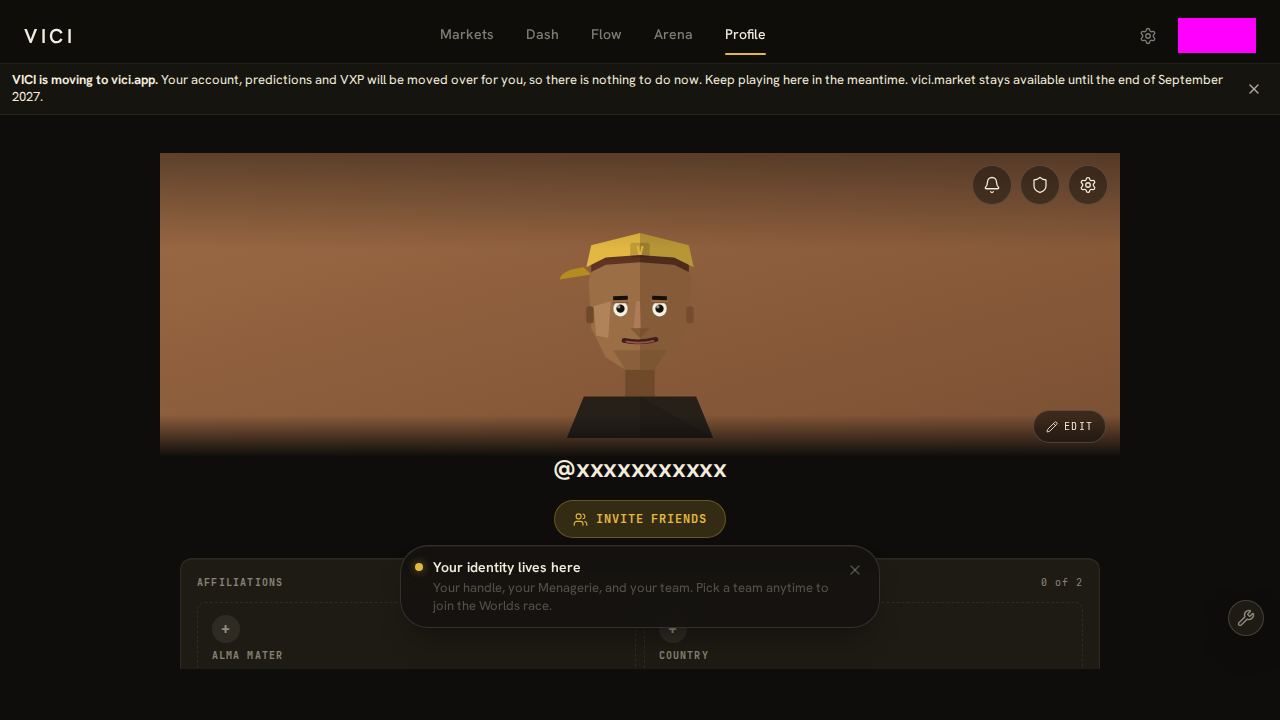 VICI
Markets
Dash
Flow
Arena
Profile
VICI is moving to vici.app. Your account, predictions and VXP will be moved over for you, so there is nothing to do now. Keep playing here in the meantime. vici.market stays available until the end of September
2027.
V
EDIT
@xxxxxxxxxxx
INVITE FRIENDS
Your identity lives here
Your handle, your Menagerie, and your team. Pick a team anytime to
join the Worlds race.
AFFILIATIONS
0 of 2
+
ALMA MATER
+
COUNTRY